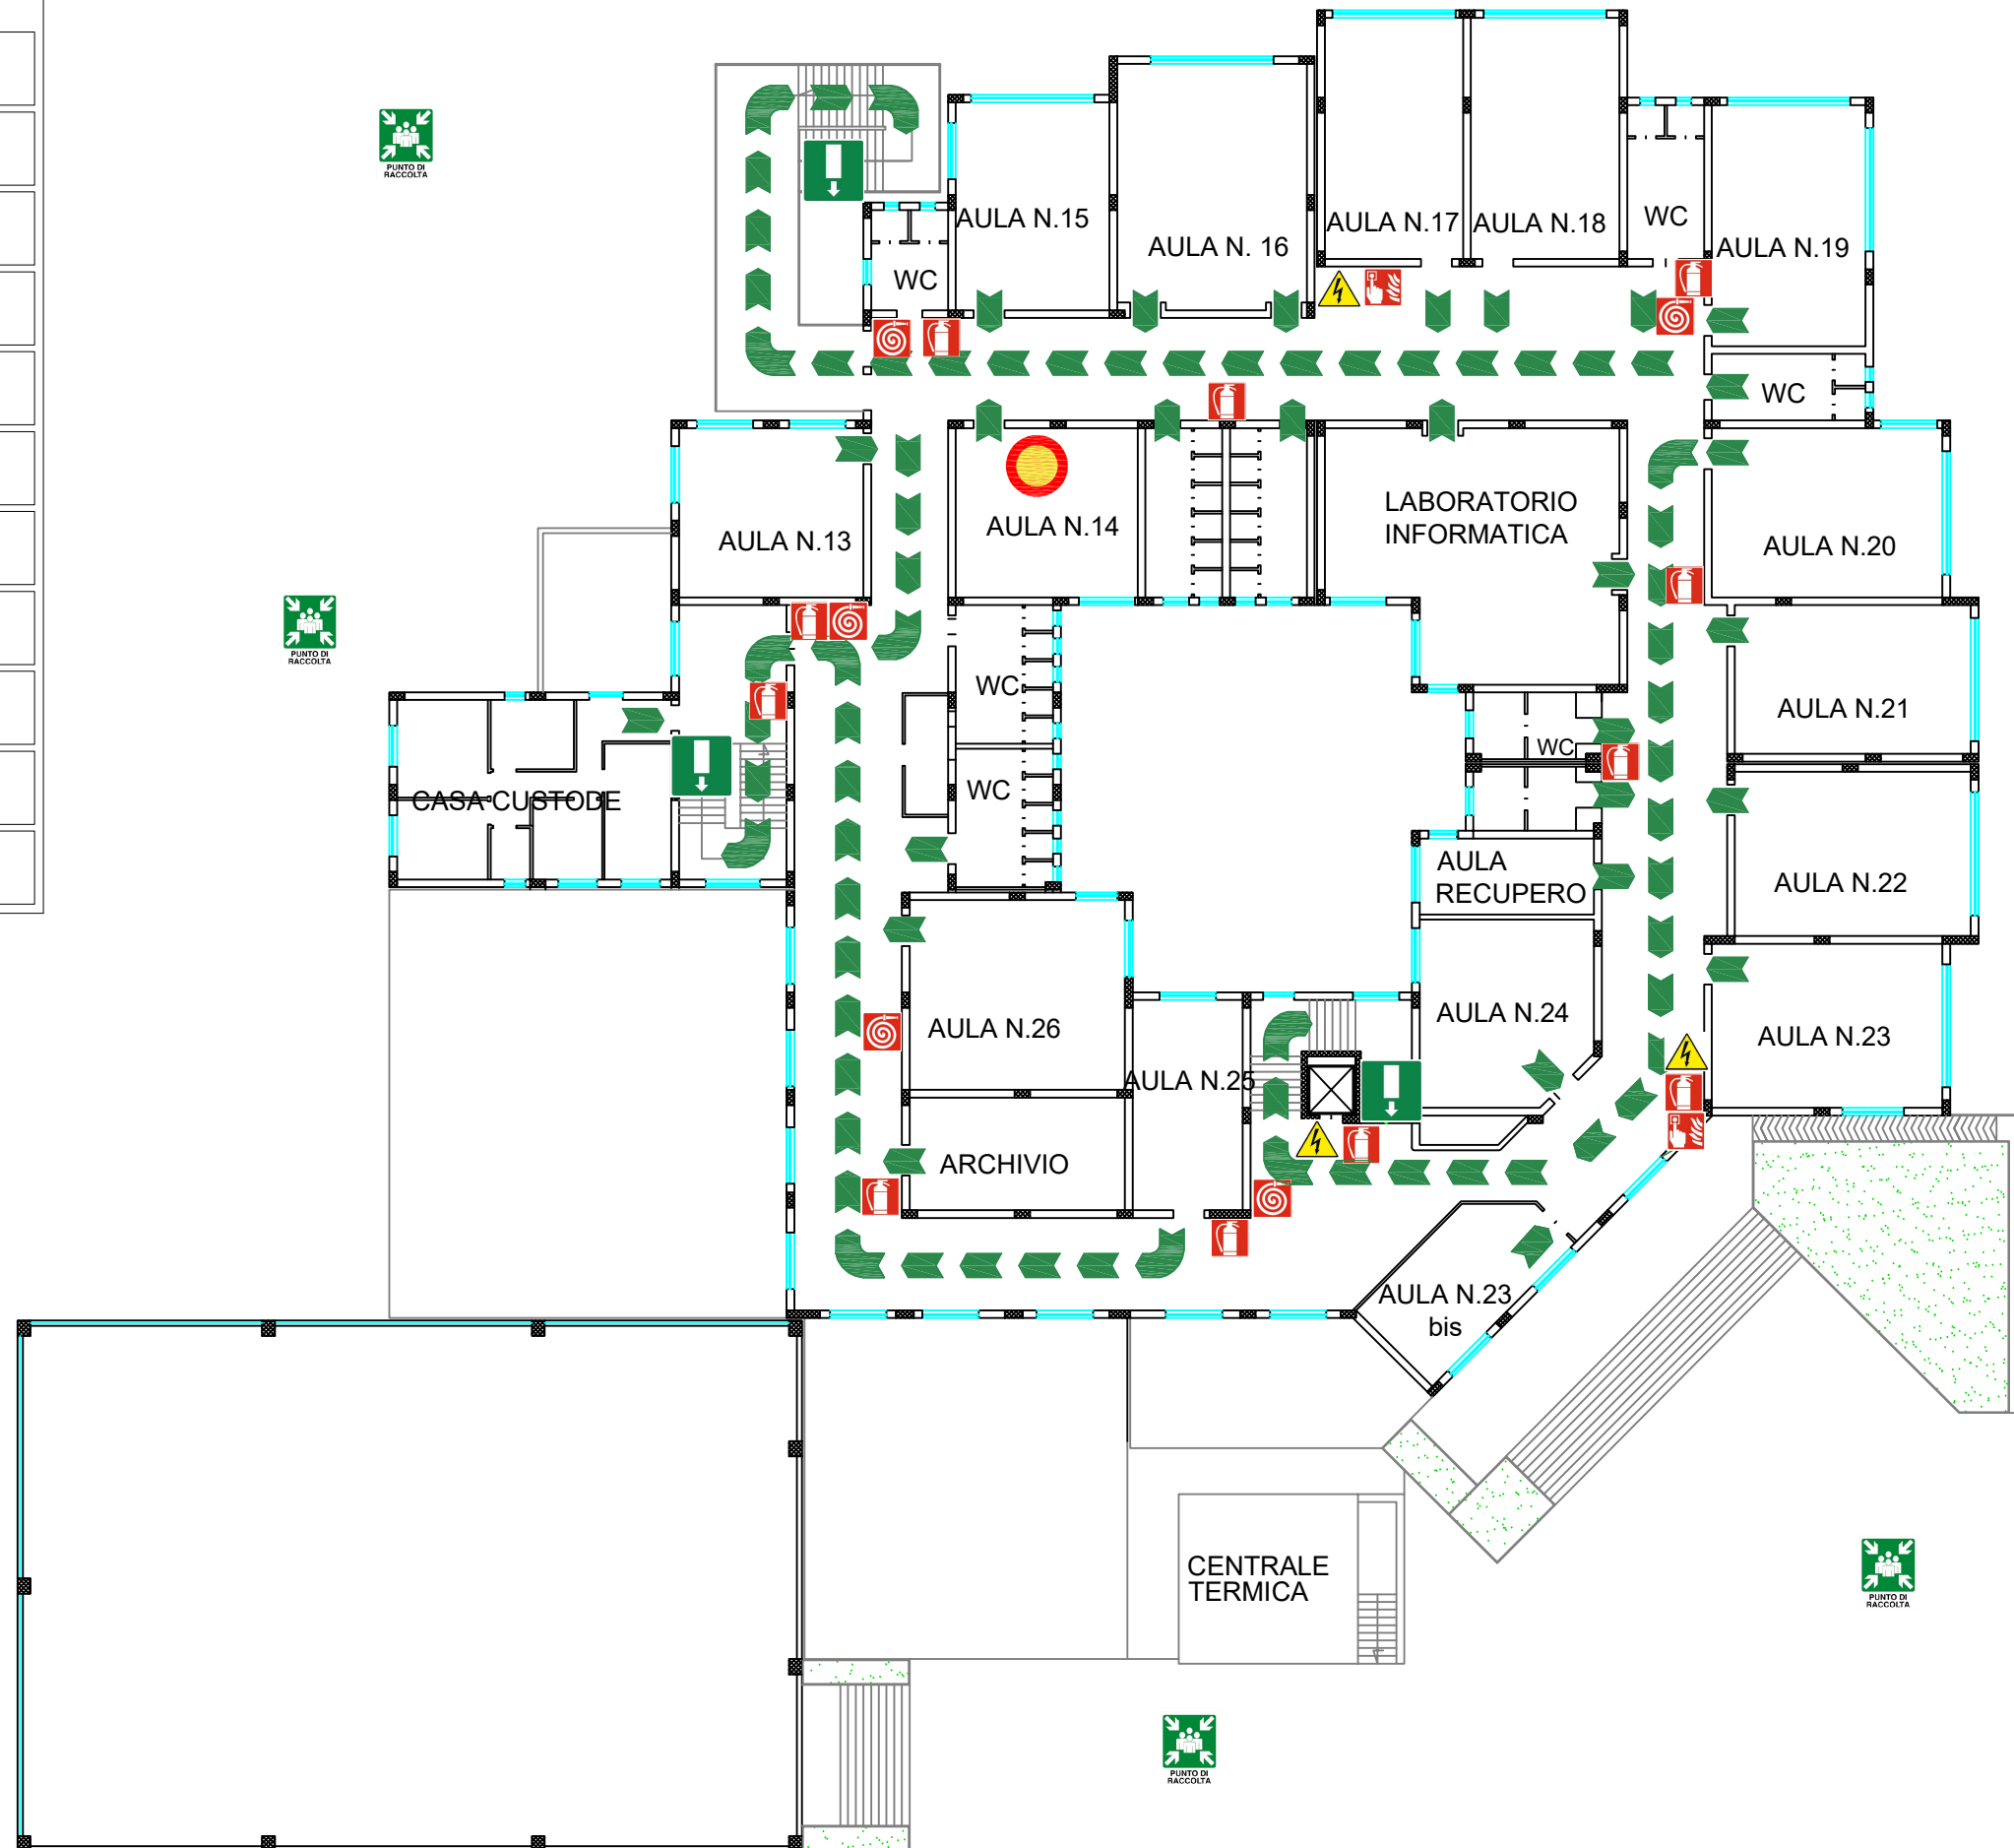 PUNTO DI
RACCOLTA
AULA N.15
AULA N. 16
AULA N.17
AULA N.18
WC
AULA N.19
WC
WC
AULA N.13
AULA N.14
LABORATORIO
INFORMATICA
AULA N.20
PUNTO DI
RACCOLTA
WC
AULA N.21
WC
WC
CASA CUSTODE
AULA
RECUPERO
AULA N.22
AULA N.26
AULA N.24
AULA N.23
AULA N.25
ARCHIVIO
AULA N.23
bis
CENTRALE
TERMICA
PUNTO DI
RACCOLTA
PUNTO DI
RACCOLTA